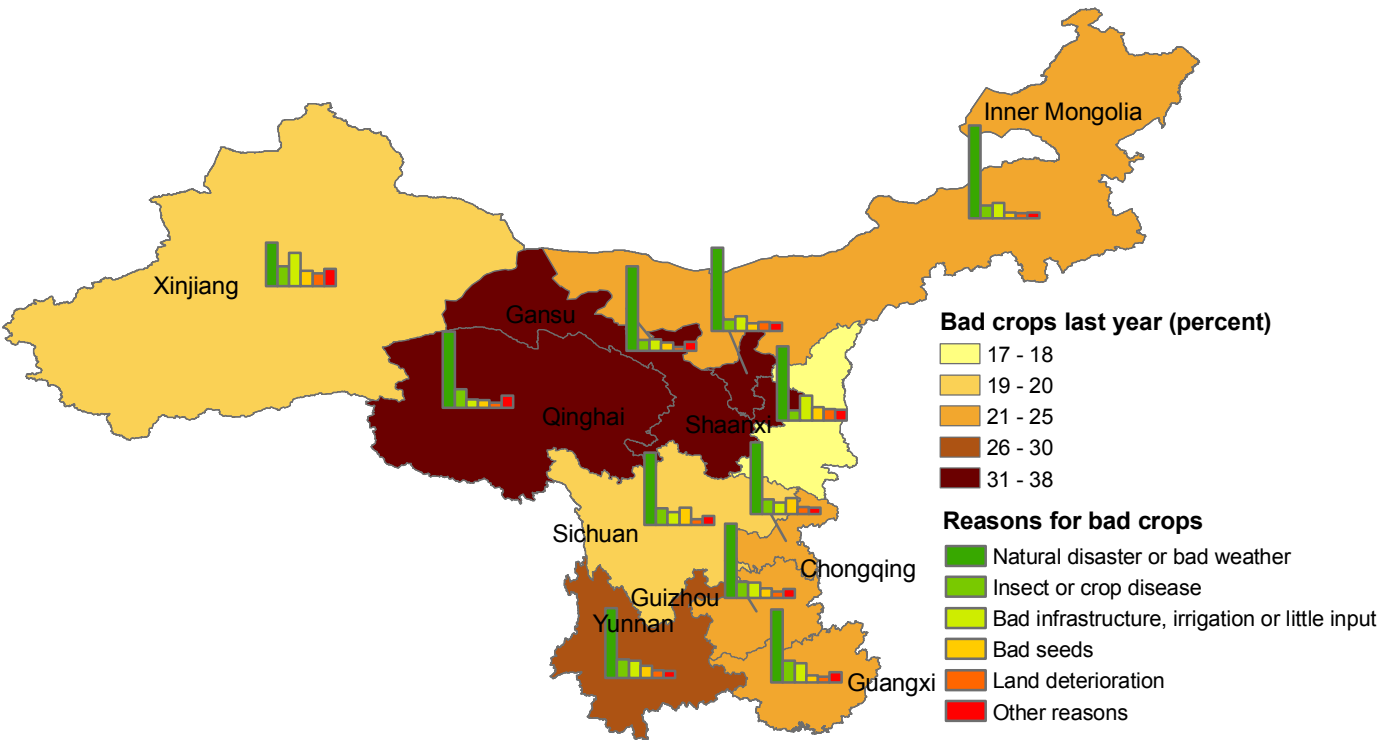 Inner Mongolia
Xinjiang
Gansu
Qinghai
Shaanxi
Sichuan
Chongqing
Guizhou
Yunnan
Guangxi
Bad crops last year (percent)
17 - 18
19 - 20
21 - 25
26 - 30
31 - 38
Reasons for bad crops
Natural disaster or bad weather
Insect or crop disease
Bad infrastructure, irrigation or little input
Bad seeds
Land deterioration
Other reasons